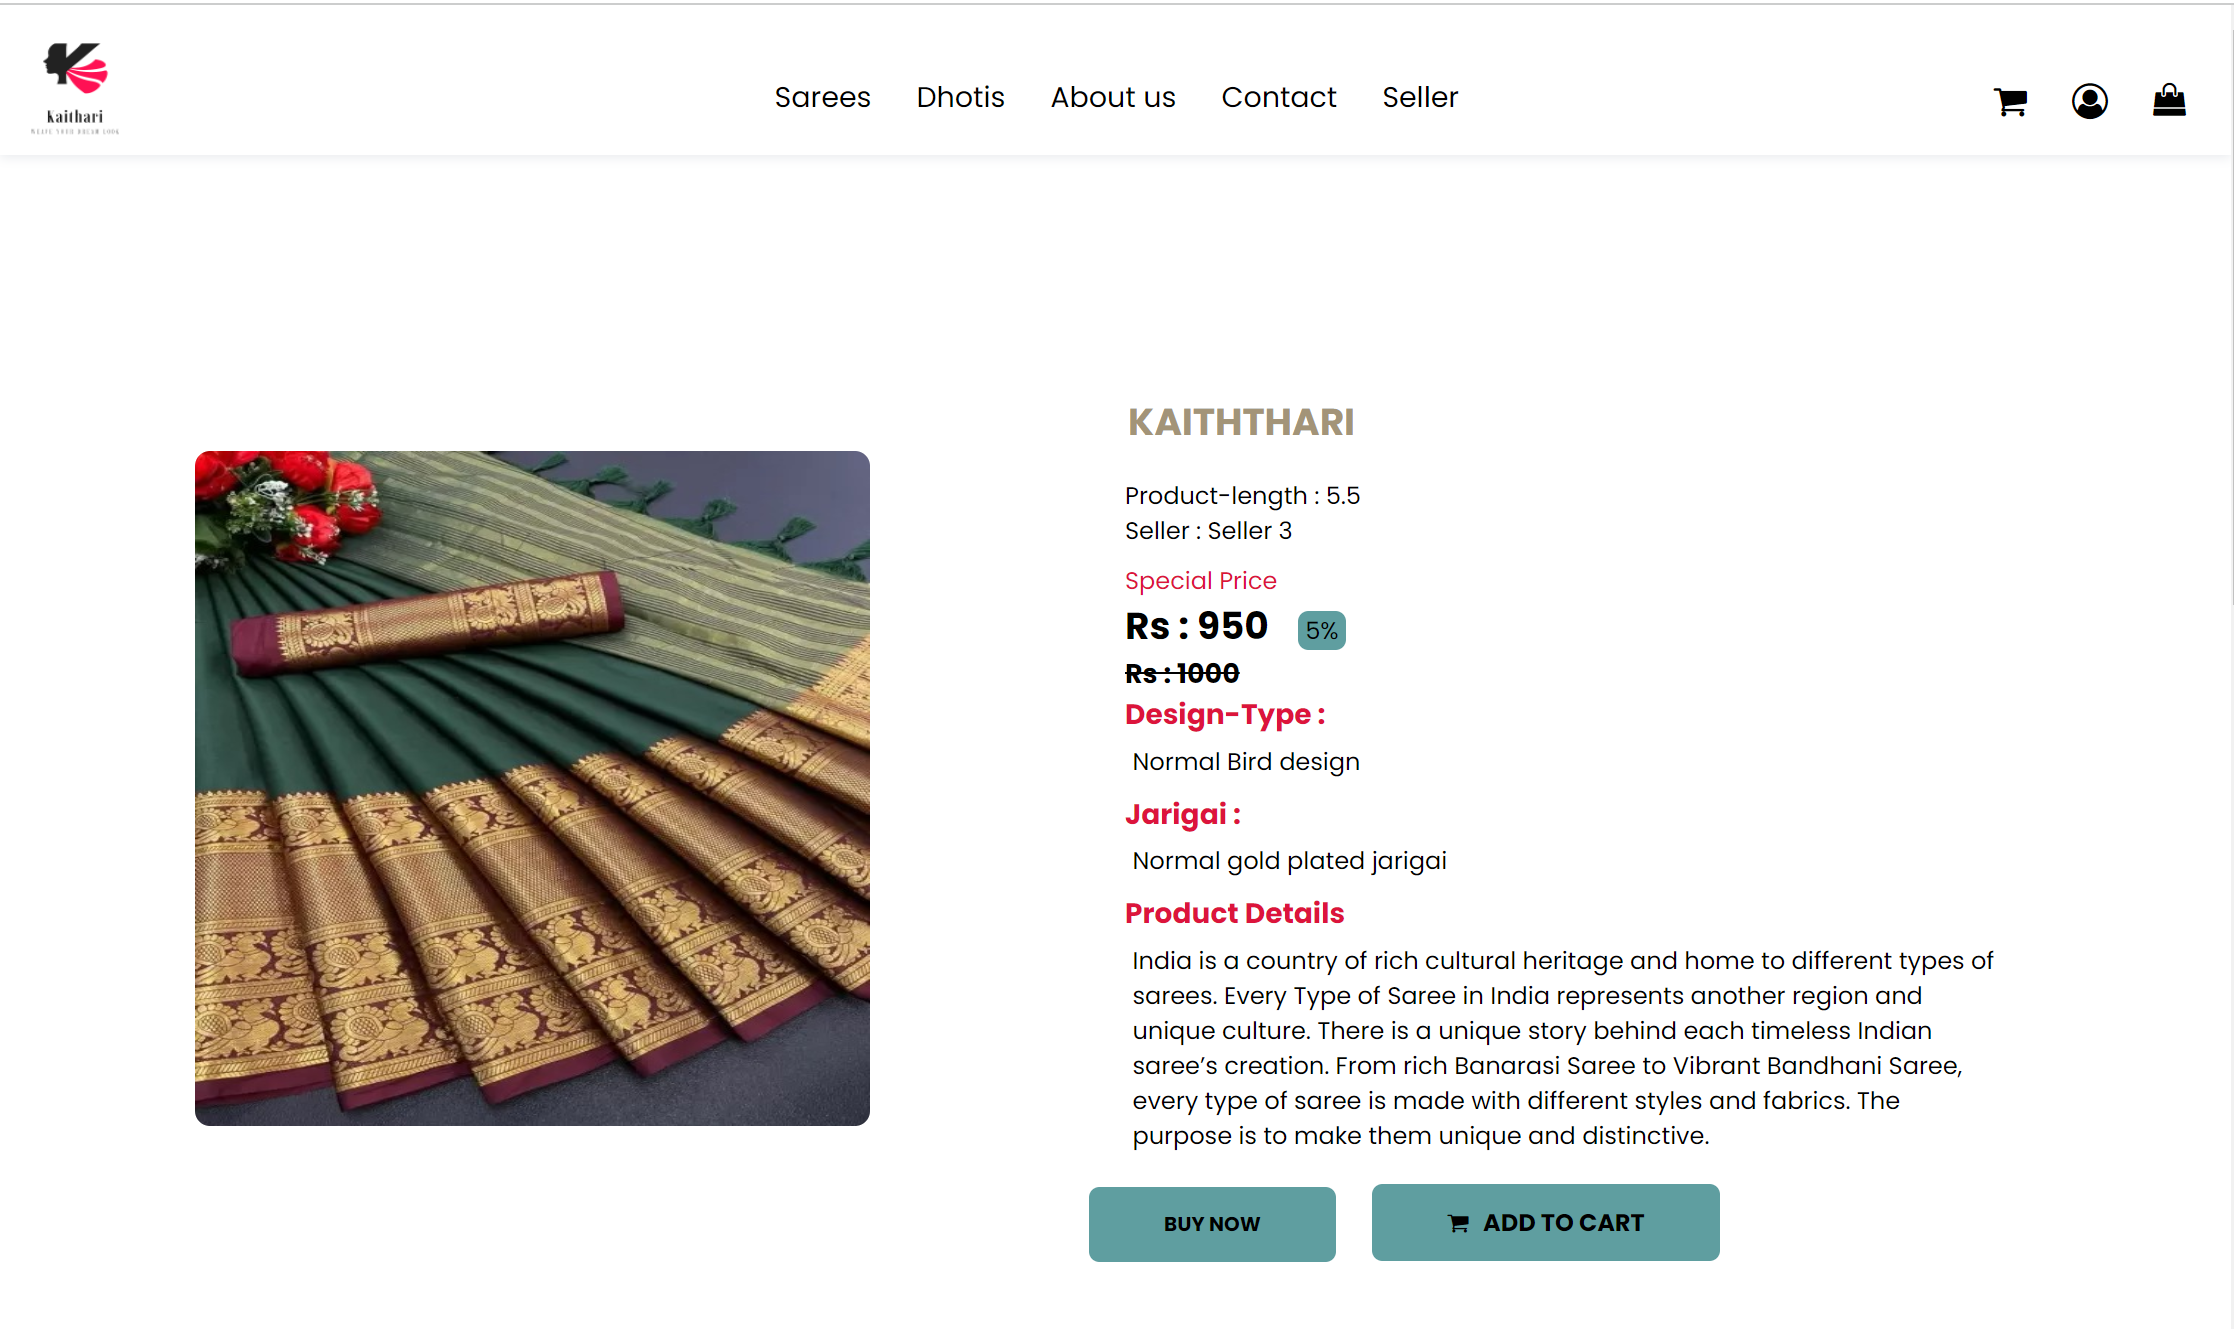 Kaithari
Sarees Dhotis About us Contact Seller
KAITHTHARI
Product-length : 5.5
Seller : Seller 3
Special Price
Rs : 950 5%
Rs : 1000
Design-Type :
Normal Bird design
Jarigai :
Normal gold plated jarigai
Product Details
India is a country of rich cultural heritage and home to different types of
sarees. Every Type of Saree in India represents another region and
unique culture. There is a unique story behind each timeless Indian
saree’s creation. From rich Banarasi Saree to Vibrant Bandhani Saree,
every type of saree is made with different styles and fabrics. The
purpose is to make them unique and distinctive.
BUY NOW ADD TO CART